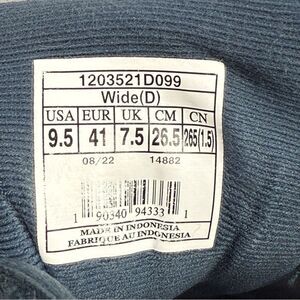 1203521D099
Wide(D)
USA EUR UK CM CN
9.5 41 7.5 26.5 265(1.5)
08/22 14882
1 90340 94333 1
MADE IN INDONESIA
FABRIQUE AU INDONESIA